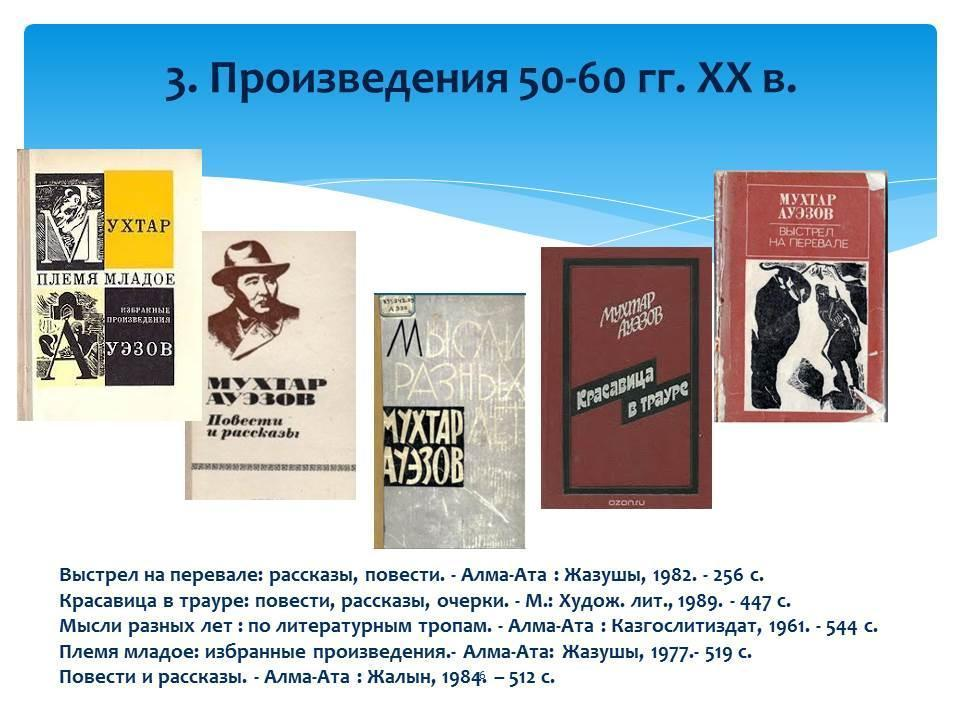 3. Произведения 50-60 гг. XX в.
МУХТАР
ПЛЕМЯ МЛАДОЕ
ИЗБРАННЫЕ
ПРОИЗВЕДЕНИЯ
АУЭЗОВ
МУХТАР
АУЭЗОВ
Повести
и рассказы
МЫСЛИ
РАЗНЫХ
ЛЕТ
МУХТАР
АУЭЗОВ
МУХТАР
АУЭЗОВ
Красавица
в трауре
ozon.ru
МУХТАР
АУЭЗОВ
ВЫСТРЕЛ
НА ПЕРЕВАЛЕ
Выстрел на перевале: рассказы, повести. - Алма-Ата : Жазушы, 1982. - 256 с.
Красавица в трауре: повести, рассказы, очерки. - М.: Худож. лит., 1989. - 447 с.
Мысли разных лет : по литературным тропам. - Алма-Ата : Казгослитиздат, 1961. - 544 с.
Племя младое: избранные произведения.- Алма-Ата: Жазушы, 1977.- 519 с.
Повести и рассказы. - Алма-Ата : Жалын, 1984. – 512 с.
6